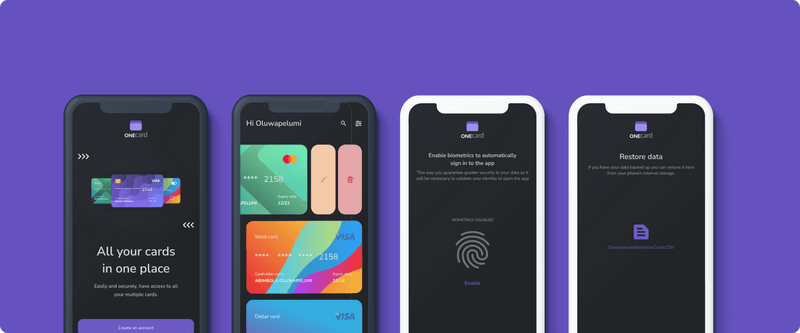 ONEcard
>>>
VISA
<<<
All your cards
in one place
Easily and securely, have access to all
your multiple cards.
Create an account
Hi Oluwapelumi
**** 2158
Expiry date
12/23
Work card
VISA
**** **** **** 2158
Cardholder name
Expiry date
ABIMBOLA OLUWAPELUMI
12/22
Dollar card
VISA
ONEcard
Enable biometrics to automatically
sign in to the app
This way you guarantee greater security to your data as it
will be necessary to validate your identity to open the app
BIOMETRICS DISABLED
Enable
ONEcard
Restore data
If you have your data backed up you can restore it here
from your phone's internal storage.